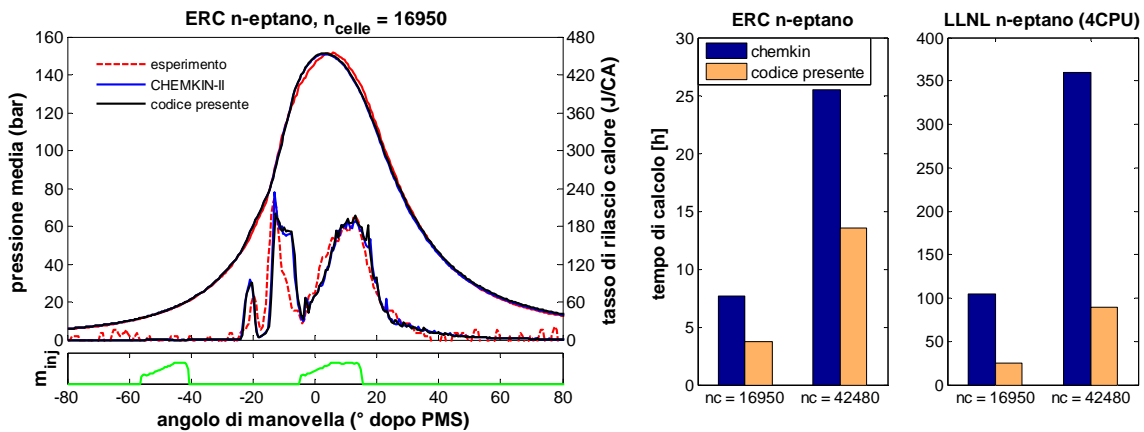 ERC n-eptano, n_celle = 16950
160
140
120
100
80
60
40
20
0
pressione media (bar)
esperimento
CHEMKIN-II
codice presente
480
420
360
300
240
180
120
60
0
tasso di rilascio calore (J/CA)
m_inj
-80 -60 -40 -20 0 20 40 60 80
angolo di manovella (° dopo PMS)
ERC n-eptano
30
25
20
15
10
5
0
tempo di calcolo [h]
chemkin
codice presente
nc = 16950 nc = 42480
LLNL n-eptano (4CPU)
400
350
300
250
200
150
100
50
0
nc = 16950 nc = 42480